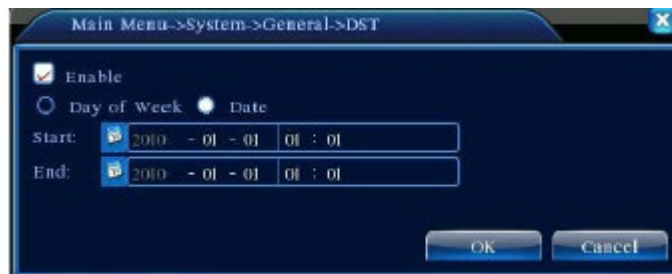 Main Menu->System->General->DST
Enable
Day of Week Date
Start: 2010 - 01 - 01 01 : 01
End: 2010 - 01 - 01 01 : 01
OK Cancel